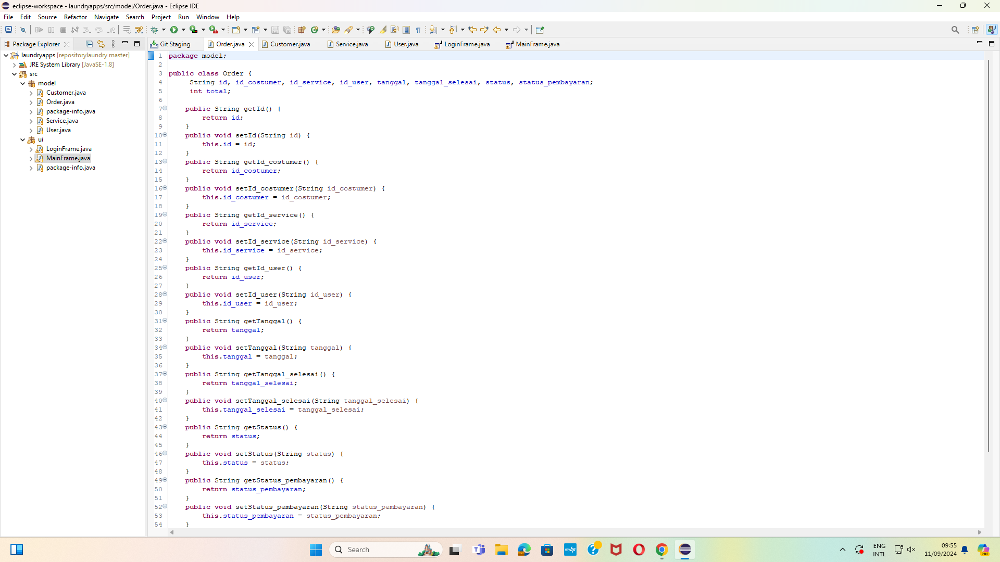 eclipse-workspace - laundryapps/src/model/Order.java - Eclipse IDE
File Edit Source Refactor Navigate Search Project Run Window Help
Package Explorer
Git Staging Order.java Customer.java Service.java User.java LoginFrame.java MainFrame.java
laundryapps [repositorylaundry master]
JRE System Library [JavaSE-1.8]
src
model
Customer.java
Order.java
package-info.java
Service.java
User.java
ui
LoginFrame.java
MainFrame.java
package-info.java
1 package model;
2
3 public class Order {
4 String id, id_costumer, id_service, id_user, tanggal, tanggal_selesai, status, status_pembayaran;
5 int total;
6
7 public String getId() {
8 return id;
9 }
10 public void setId(String id) {
11 this.id = id;
12 }
13 public String getId_costumer() {
14 return id_costumer;
15 }
16 public void setId_costumer(String id_costumer) {
17 this.id_costumer = id_costumer;
18 }
19 public String getId_service() {
20 return id_service;
21 }
22 public void setId_service(String id_service) {
23 this.id_service = id_service;
24 }
25 public String getId_user() {
26 return id_user;
27 }
28 public void setId_user(String id_user) {
29 this.id_user = id_user;
30 }
31 public String getTanggal() {
32 return tanggal;
33 }
34 public void setTanggal(String tanggal) {
35 this.tanggal = tanggal;
36 }
37 public String getTanggal_selesai() {
38 return tanggal_selesai;
39 }
40 public void setTanggal_selesai(String tanggal_selesai) {
41 this.tanggal_selesai = tanggal_selesai;
42 }
43 public String getStatus() {
44 return status;
45 }
46 public void setStatus(String status) {
47 this.status = status;
48 }
49 public String getStatus_pembayaran() {
50 return status_pembayaran;
51 }
52 public void setStatus_pembayaran(String status_pembayaran) {
53 this.status_pembayaran = status_pembayaran;
54 }
Search
myhp
ENG
INTL
09:55
11/09/2024
PRE